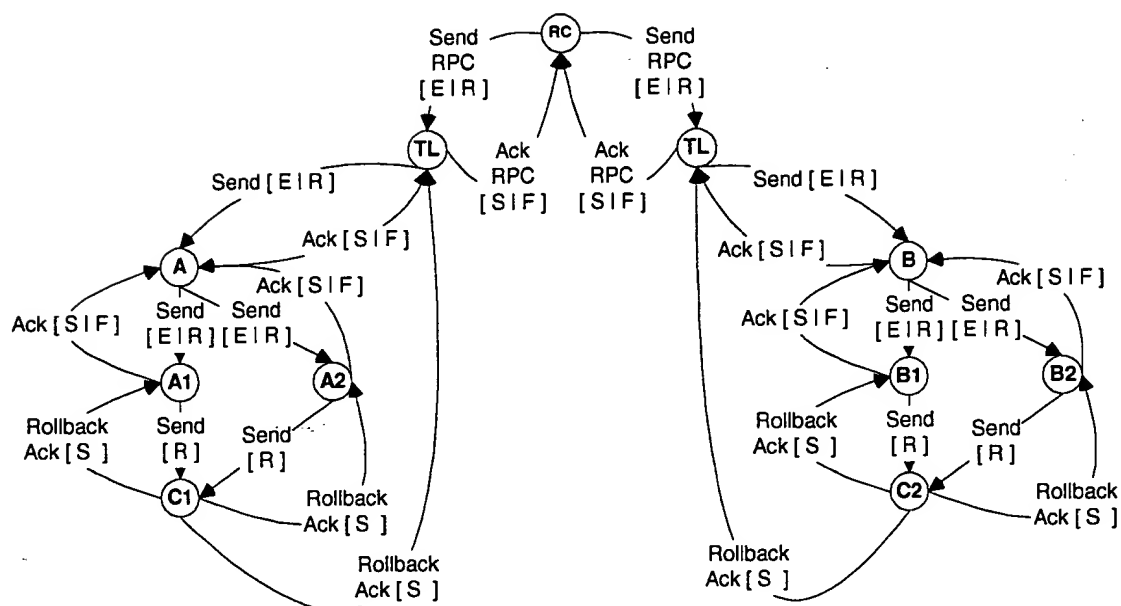 RC
Send
RPC
[ E I R ]
Send
RPC
[ E I R ]
TL
TL
Ack
RPC
[ S I F ]
Ack
RPC
[ S I F ]
Send [ E I R ]
Send [ E I R ]
Ack [ S I F ]
Ack [ S I F ]
A
B
Ack [ S I F ]
Ack [ S I F ]
Ack [ S I F ]
Ack [ S I F ]
Send
[ E I R ]
Send
[ E I R ]
Send
[ E I R ]
Send
[ E I R ]
A1
A2
B1
B2
Rollback
Ack [ S ]
Send
[ R ]
Send
[ R ]
Rollback
Ack [ S ]
Send
[ R ]
Send
[ R ]
C1
C2
Rollback
Ack [ S ]
Rollback
Ack [ S ]
Rollback
Ack [ S ]
Rollback
Ack [ S ]